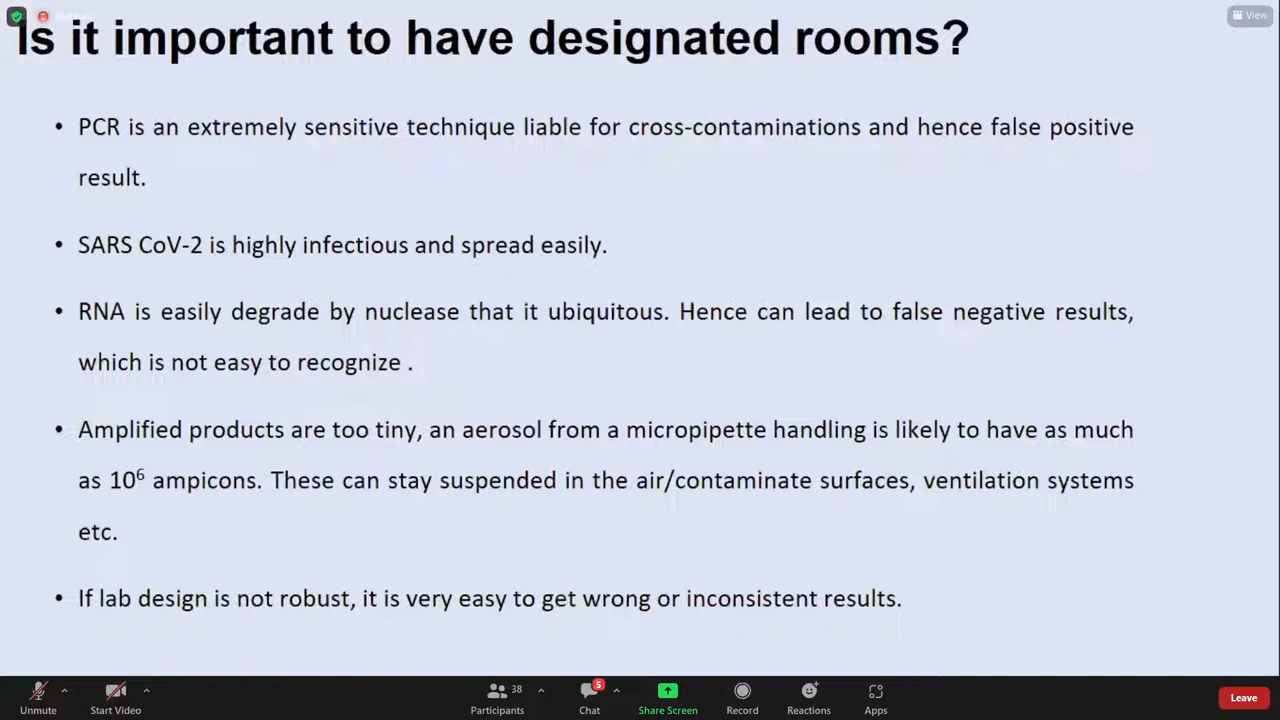 Is it important to have designated rooms?
View
• PCR is an extremely sensitive technique liable for cross-contaminations and hence false positive
result.
• SARS CoV-2 is highly infectious and spread easily.
• RNA is easily degrade by nuclease that it ubiquitous. Hence can lead to false negative results,
which is not easy to recognize .
• Amplified products are too tiny, an aerosol from a micropipette handling is likely to have as much
as 10⁶ ampicons. These can stay suspended in the air/contaminate surfaces, ventilation systems
etc.
• If lab design is not robust, it is very easy to get wrong or inconsistent results.
38 5
Unmute Start Video Participants Chat Share Screen Record Reactions Apps Leave